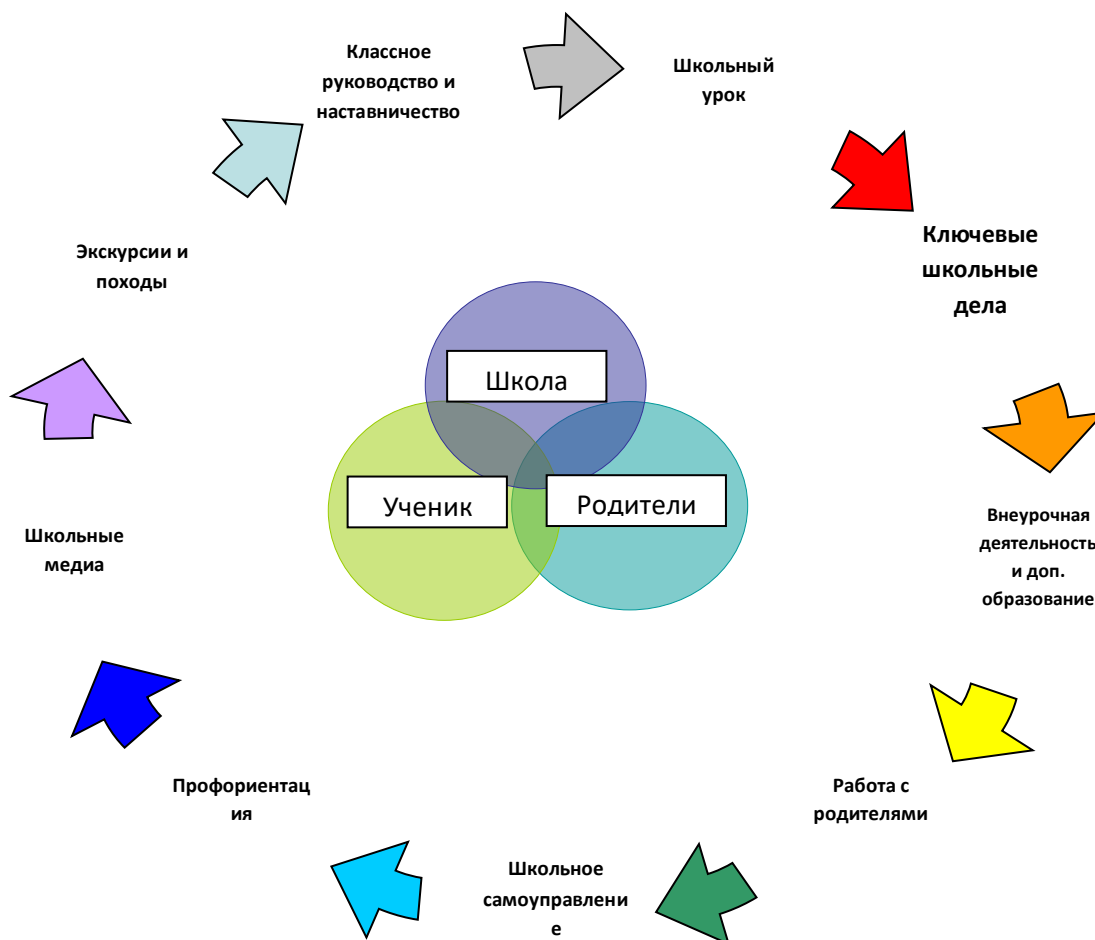 Классное
руководство и
наставничество
Школьный
урок
Ключевые
школьные
дела
Внеурочная
деятельность
и доп.
образование
Работа с
родителями
Школьное
самоуправлени
е
Профориентац
ия
Школьные
медиа
Экскурсии и
походы
Школа
Ученик
Родители